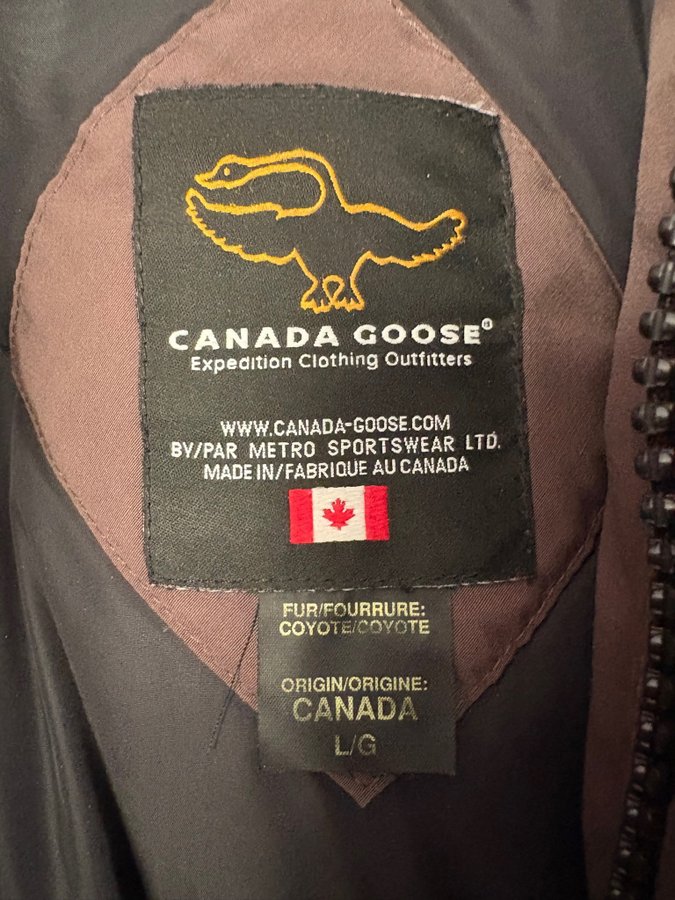 CANADA GOOSE®
Expedition Clothing Outfitters
WWW.CANADA-GOOSE.COM
BY/PAR METRO SPORTSWEAR LTD.
MADE IN/FABRIQUE AU CANADA
FUR/FOURRURE:
COYOTE/COYOTE
ORIGIN/ORIGINE:
CANADA
L/G